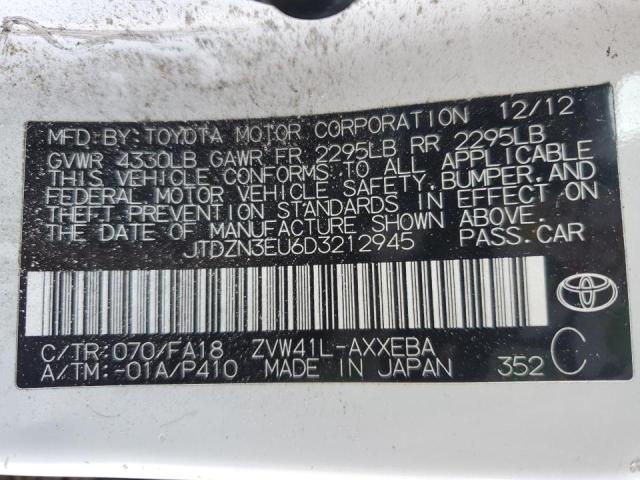 MFD. BY: TOYOTA MOTOR CORPORATION 12/12
GVWR 4330LB GAWR FR 2295LB RR 2295LB
THIS VEHICLE CONFORMS TO ALL APPLICABLE
FEDERAL MOTOR VEHICLE SAFETY, BUMPER, AND
THEFT PREVENTION STANDARDS IN EFFECT ON
THE DATE OF MANUFACTURE SHOWN ABOVE.
JTDZN3EU6D3212945 PASS. CAR
C/TR: 070/FA18 ZVW41L-AXXEBA
A/TM: -01A/P410 MADE IN JAPAN 352 C